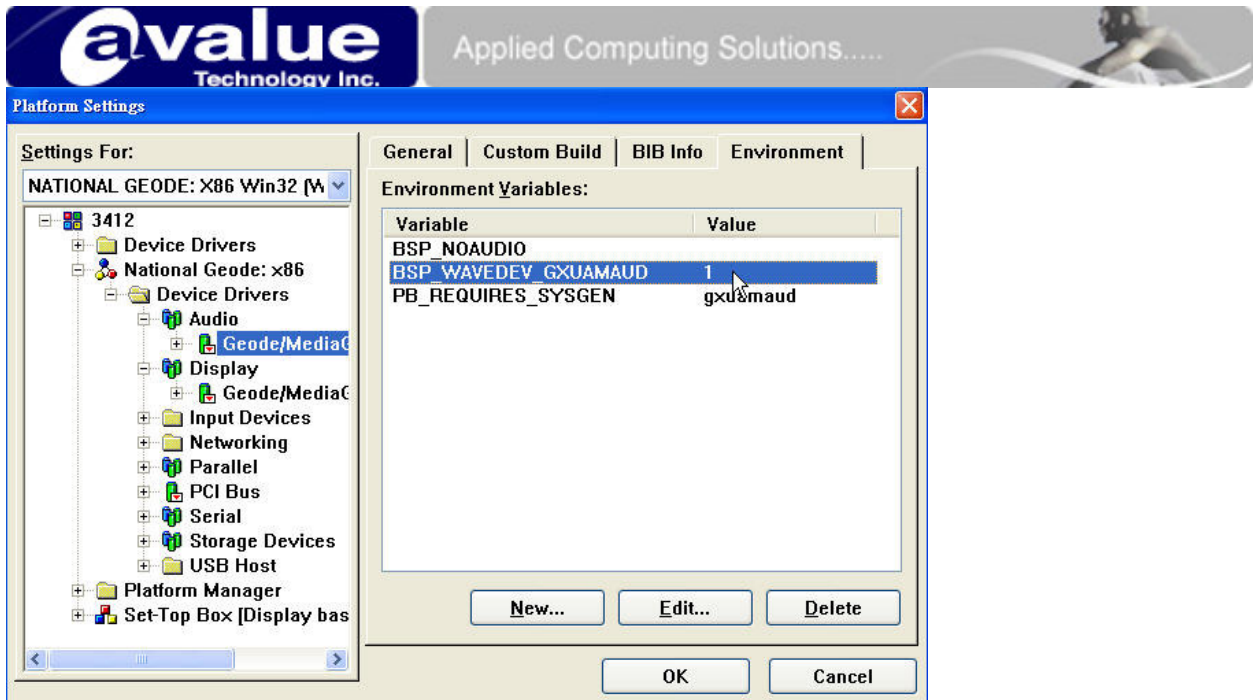 avalue
Technology Inc.
Applied Computing Solutions.....
Platform Settings
Settings For:
NATIONAL GEODE: X86 Win32 (W
3412
Device Drivers
National Geode: x86
Device Drivers
Audio
Geode/MediaG
Display
Geode/MediaG
Input Devices
Networking
Parallel
PCI Bus
Serial
Storage Devices
USB Host
Platform Manager
Set-Top Box (Display bas
General Custom Build BIB Info Environment
Environment Variables:
Variable Value
BSP_NOAUDIO
BSP_WAVEDEV_GXUAMAUD 1
PB_REQUIRES_SYSGEN gxuamaud
New... Edit... Delete
OK Cancel